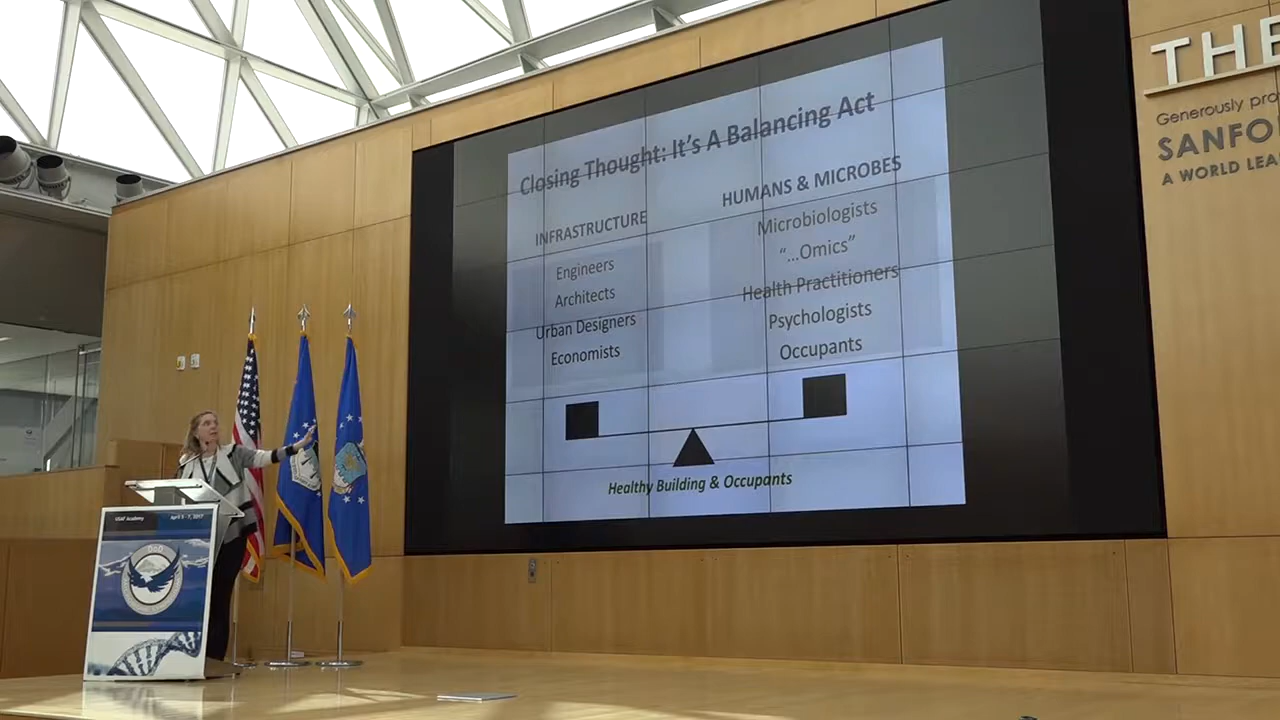 Closing Thought: It's A Balancing Act
INFRASTRUCTURE
Engineers
Architects
Urban Designers
Economists
HUMANS & MICROBES
Microbiologists
"...Omics"
Health Practitioners
Psychologists
Occupants
Healthy Building & Occupants
THE
Generously pro
SANFO
A WORLD LEA
USAF Academy
April 5 - 7, 2017